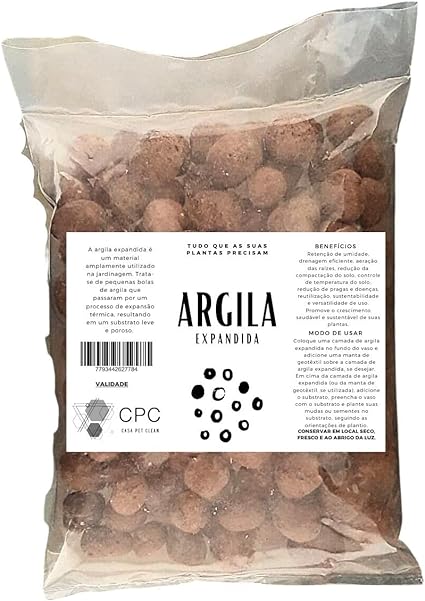 A argila expandida é
um material
amplamente utilizado
na jardinagem. Trata-
se de pequenas bolas
de argila que
passaram por um
processo de expansão
térmica, resultando
em um substrato leve
e poroso.
7793442627784
VALIDADE
CPC
CASA PET CLEAN
TUDO QUE AS SUAS
PLANTAS PRECISAM
ARGILA
EXPANDIDA
BENEFÍCIOS
Retenção de umidade,
drenagem eficiente, aeração
das raízes, redução da
compactação do solo, controle
de temperatura do solo,
redução de pragas e doenças,
reutilização, sustentabilidade
e versatilidade de uso.
Promove o crescimento
saudável e sustentável de suas
plantas.
MODO DE USAR
Coloque uma camada de argila
expandida no fundo do vaso e
adicione uma manta de
geotêxtil sobre a camada de
argila expandida, se desejar.
Em cima da camada de argila
expandida (ou da manta de
geotêxtil, se utilizada), adicione
o substrato, preencha o vaso
com o substrato e plante suas
mudas ou sementes no
substrato, seguindo as
orientações de plantio.
CONSERVAR EM LOCAL SECO,
FRESCO E AO ABRIGO DA LUZ.